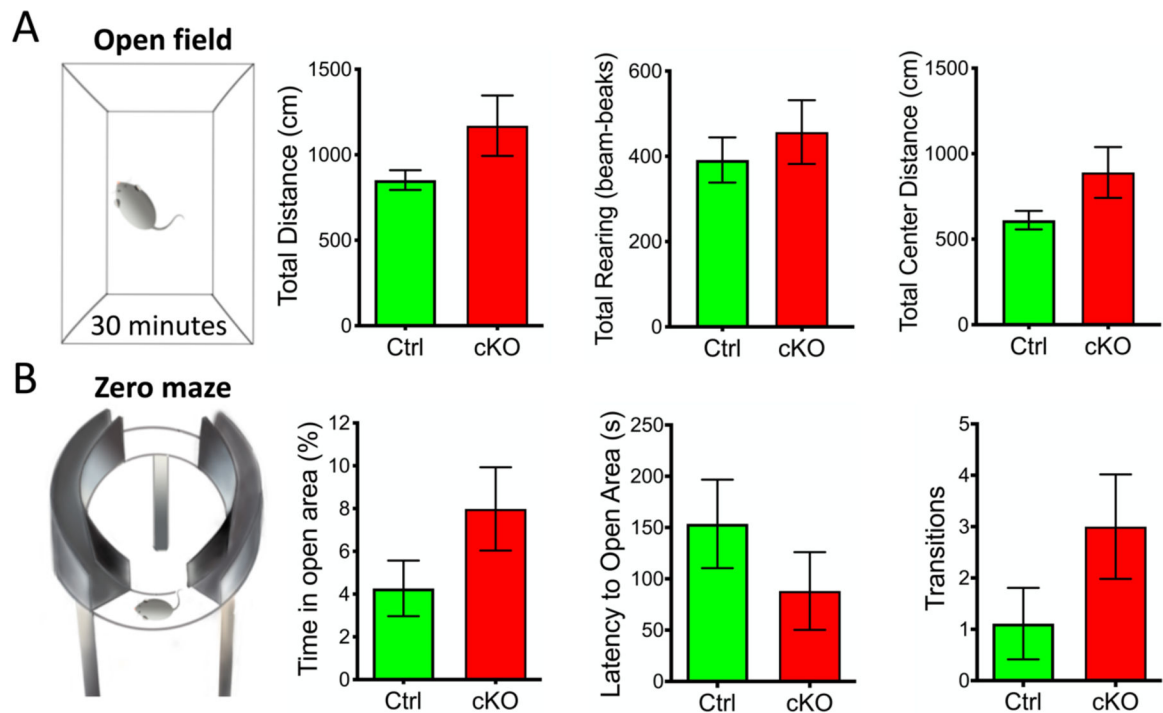 A
Open field
30 minutes
Total Distance (cm)
1500
1000
500
0
Ctrl cKO
Total Rearing (beam-beaks)
600
400
200
0
Ctrl cKO
Total Center Distance (cm)
1500
1000
500
0
Ctrl cKO
B
Zero maze
Time in open area (%)
12
10
8
6
4
2
0
Ctrl cKO
Latency to Open Area (s)
250
200
150
100
50
0
Ctrl cKO
Transitions
5
4
3
2
1
0
Ctrl cKO